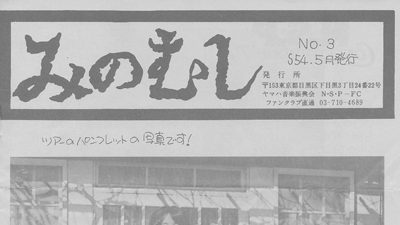 みのむし
No.3
S54.5月発行
発行所
〒153東京都目黒区下目黒3丁目24番22号
ヤマハ音楽振興会 N・S・P－FC
ファンクラブ直通 03-710-4689
ツアーのパンフレットの写真です!